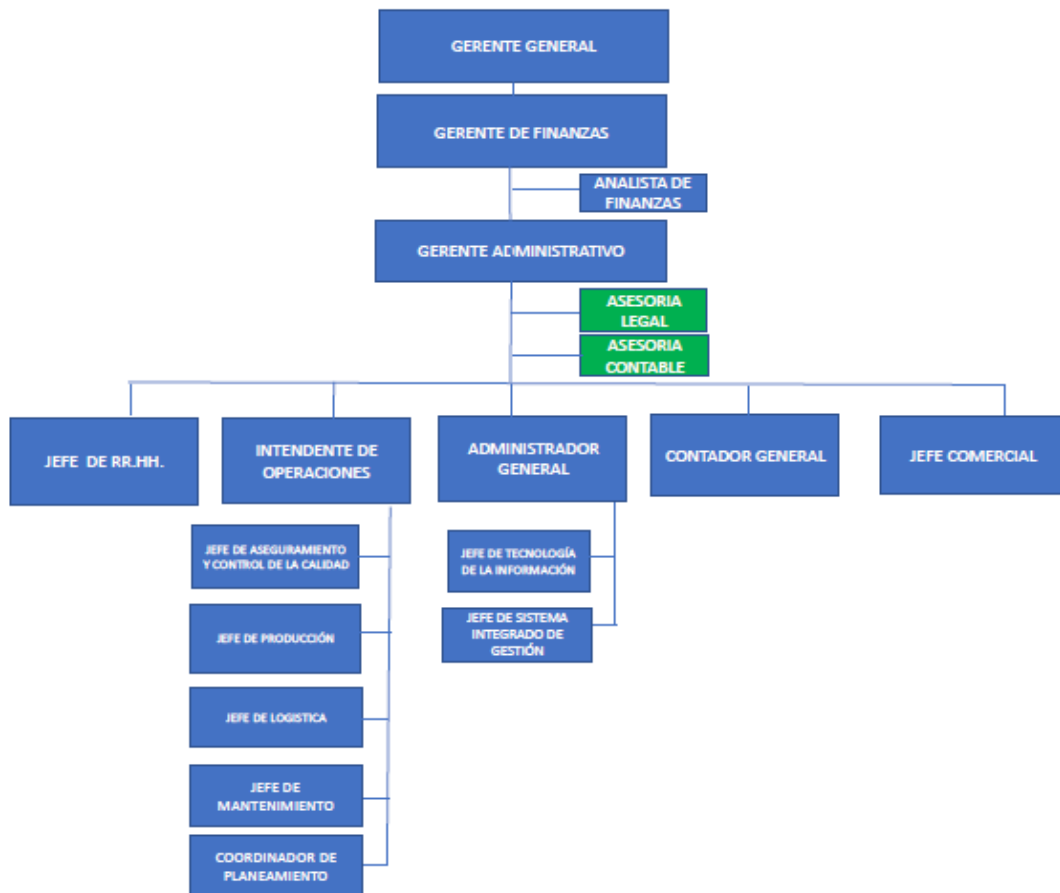 GERENTE GENERAL
GERENTE DE FINANZAS
ANALISTA DE
FINANZAS
GERENTE ADMINISTRATIVO
ASESORIA
LEGAL
ASESORIA
CONTABLE
JEFE DE RR.HH.
INTENDENTE DE
OPERACIONES
ADMINISTRADOR
GENERAL
CONTADOR GENERAL
JEFE COMERCIAL
JEFE DE ASEGURAMIENTO
Y CONTROL DE LA CALIDAD
JEFE DE PRODUCCIÓN
JEFE DE LOGISTICA
JEFE DE
MANTENIMIENTO
COORDINADOR DE
PLANEAMIENTO
JEFE DE TECNOLOGÍA
DE LA INFORMACIÓN
JEFE DE SISTEMA
INTEGRADO DE
GESTIÓN